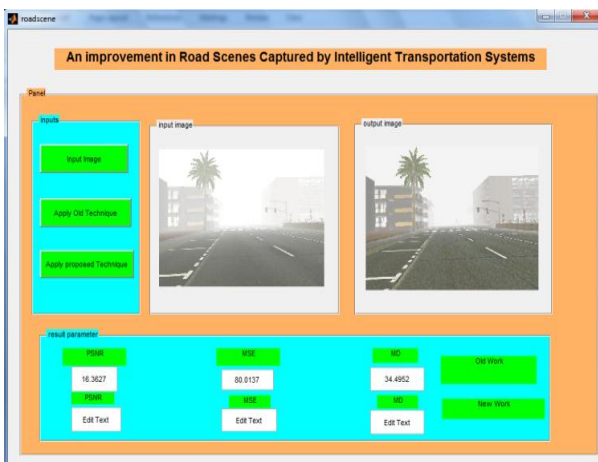 roadscene
An improvement in Road Scenes Captured by Intelligent Transportation Systems
Panel
Inputs
input image
output image
Input Image
Apply Old Technique
Apply proposed Technique
result parameter
PSNR
MSE
MD
Old Work
16.3627
80.0137
34.4952
PSNR
MSE
MD
New Work
Edit Text
Edit Text
Edit Text